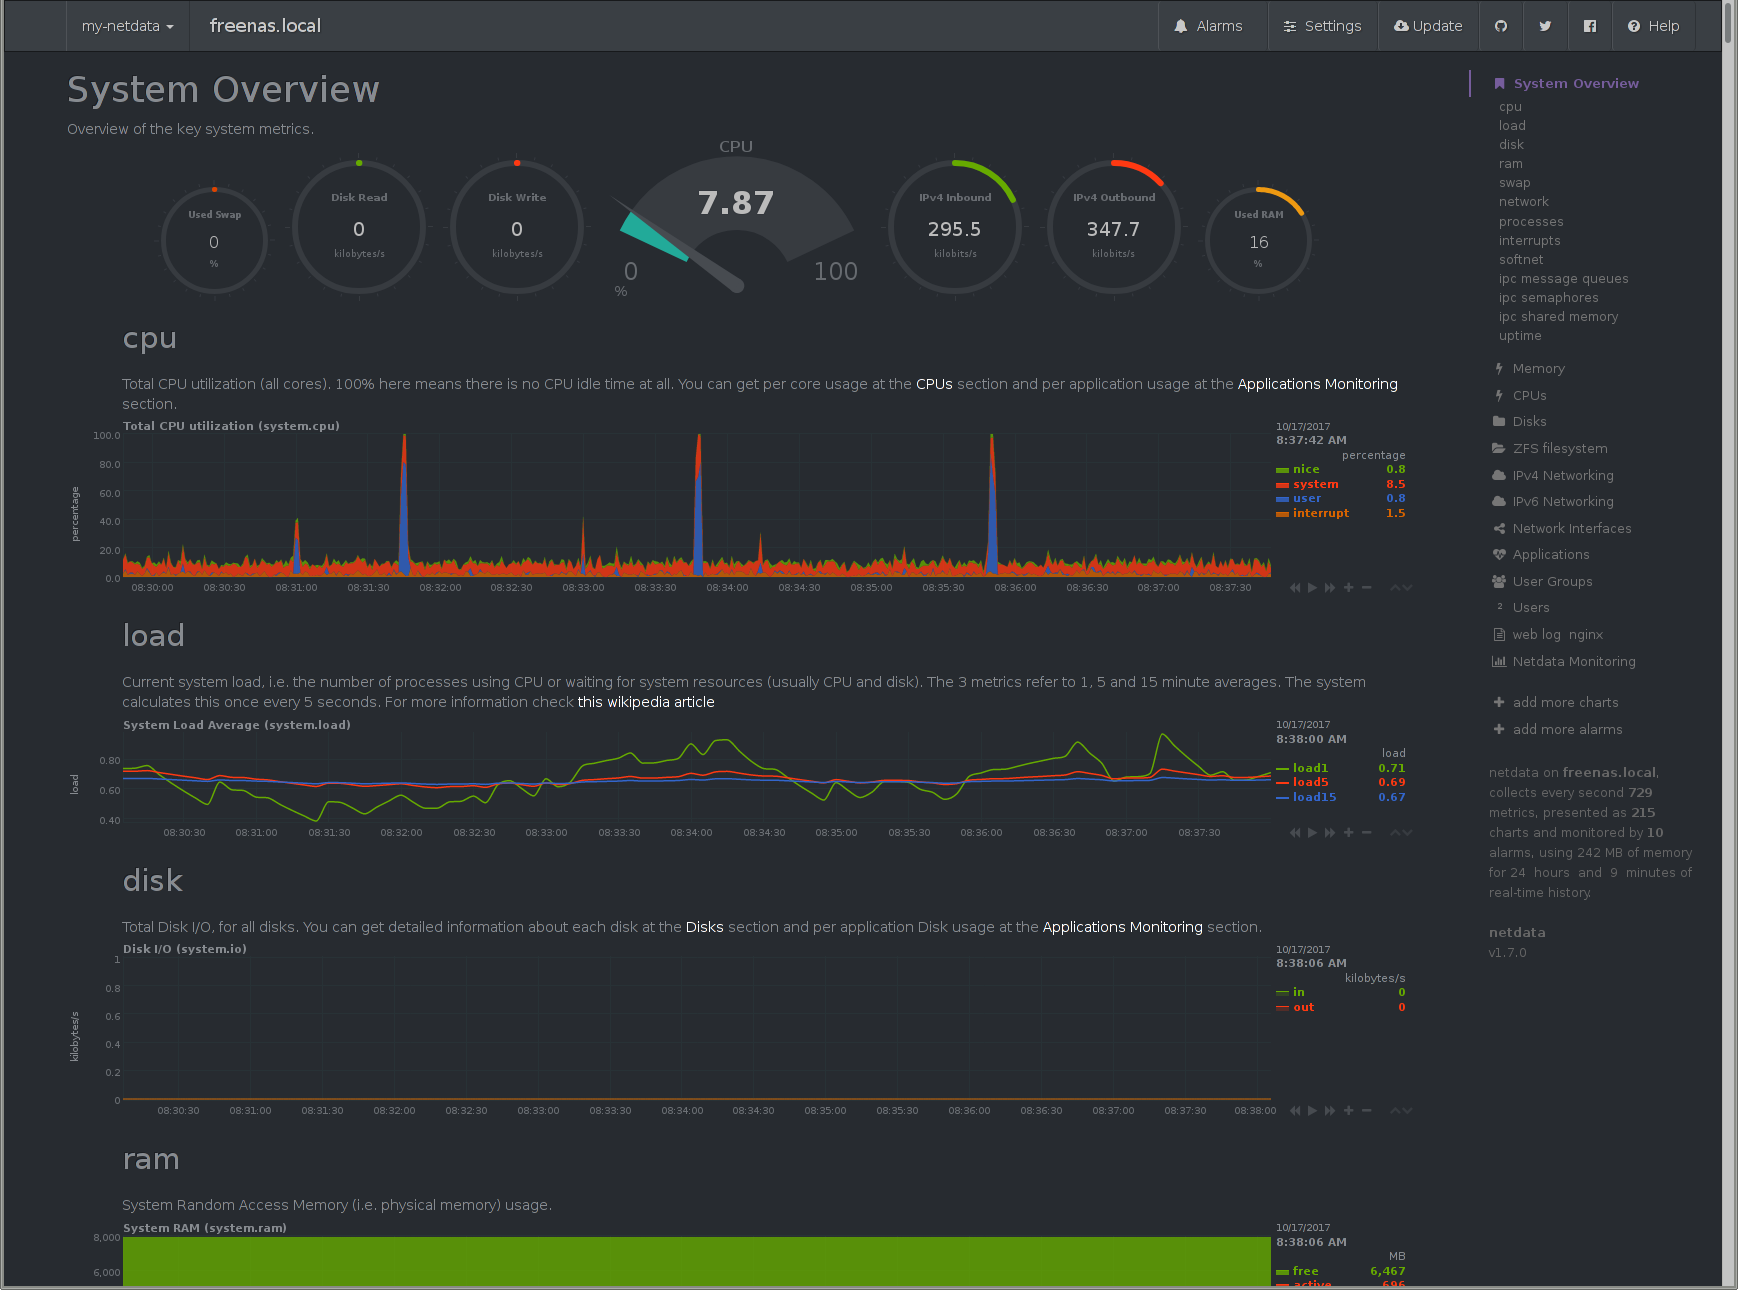 my-netdata
freenas.local
Alarms
Settings
Update
Help
System Overview
Overview of the key system metrics.
Used Swap
0
%
Disk Read
0
kilobytes/s
Disk Write
0
kilobytes/s
CPU
7.87
0
100
%
IPv4 Inbound
295.5
kilobits/s
IPv4 Outbound
347.7
kilobits/s
Used RAM
16
%
cpu
Total CPU utilization (all cores). 100% here means there is no CPU idle time at all. You can get per core usage at the CPUs section and per application usage at the Applications Monitoring
section.
Total CPU utilization (system.cpu)
percentage
100.0
80.0
60.0
40.0
20.0
0.0
08:30:00 08:30:30 08:31:00 08:31:30 08:32:00 08:32:30 08:33:00 08:33:30 08:34:00 08:34:30 08:35:00 08:35:30 08:36:00 08:36:30 08:37:00 08:37:30
10/17/2017
8:37:42 AM
percentage
nice 0.8
system 8.5
user 0.8
interrupt 1.5
load
Current system load, i.e. the number of processes using CPU or waiting for system resources (usually CPU and disk). The 3 metrics refer to 1, 5 and 15 minute averages. The system
calculates this once every 5 seconds. For more information check this wikipedia article
System Load Average (system.load)
load
0.80
0.60
0.40
08:30:30 08:31:00 08:31:30 08:32:00 08:32:30 08:33:00 08:33:30 08:34:00 08:34:30 08:35:00 08:35:30 08:36:00 08:36:30 08:37:00 08:37:30
10/17/2017
8:38:00 AM
load
load1 0.71
load5 0.69
load15 0.67
disk
Total Disk I/O, for all disks. You can get detailed information about each disk at the Disks section and per application Disk usage at the Applications Monitoring section.
Disk I/O (system.io)
kilobytes/s
1
0.8
0.6
0.4
0.2
0
08:30:30 08:31:00 08:31:30 08:32:00 08:32:30 08:33:00 08:33:30 08:34:00 08:34:30 08:35:00 08:35:30 08:36:00 08:36:30 08:37:00 08:37:30 08:38:00
10/17/2017
8:38:06 AM
kilobytes/s
in 0
out 0
ram
System Random Access Memory (i.e. physical memory) usage.
System RAM (system.ram)
8,000
6,000
10/17/2017
8:38:06 AM
MB
free 6,467
active 696
System Overview
cpu
load
disk
ram
swap
network
processes
interrupts
softnet
ipc message queues
ipc semaphores
ipc shared memory
uptime
Memory
CPUs
Disks
ZFS filesystem
IPv4 Networking
IPv6 Networking
Network Interfaces
Applications
User Groups
2 Users
web log nginx
Netdata Monitoring
add more charts
add more alarms
netdata on freenas.local,
collects every second 729
metrics, presented as 215
charts and monitored by 10
alarms, using 242 MB of memory
for 24 hours and 9 minutes of
real-time history.
netdata
v1.7.0